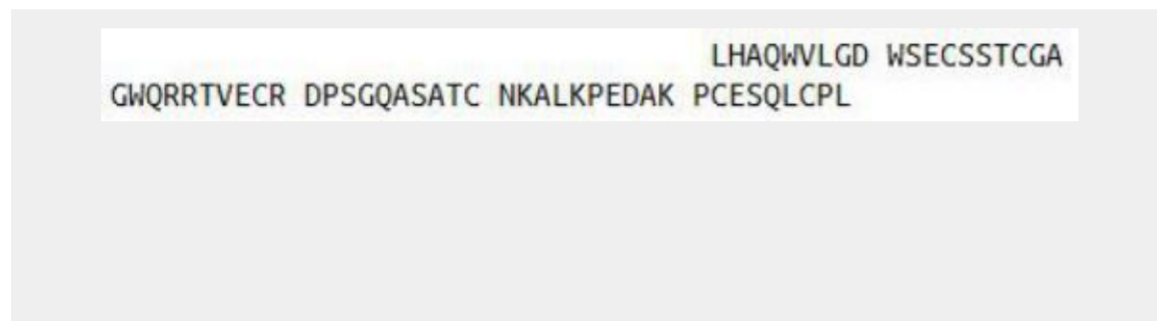 LHAQWVLGD WSECSSTCGA
GWQRRTVECR DPSGQASATC NKALKPEDAK PCESQLCPL